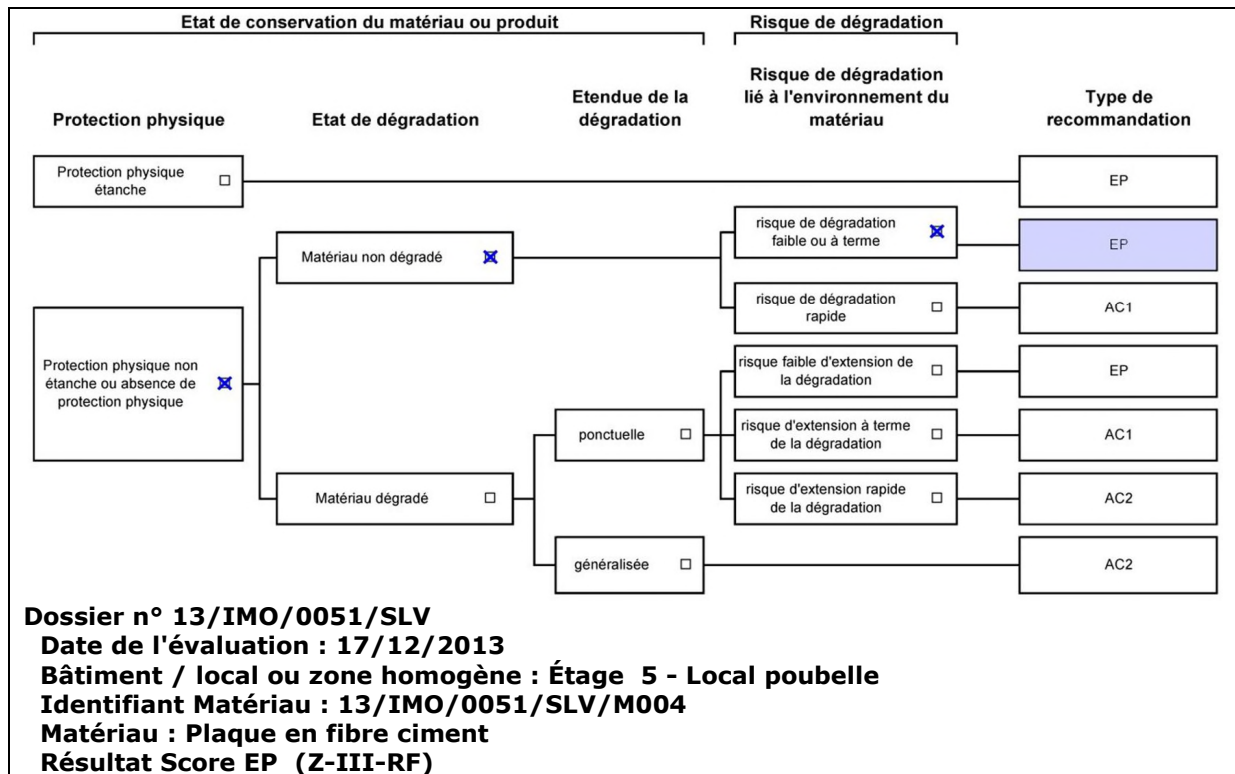 Etat de conservation du matériau ou produit
Risque de dégradation
Protection physique
Etat de dégradation
Etendue de la
dégradation
Risque de dégradation
lié à l'environnement du
matériau
Type de
recommandation
Protection physique
étanche
EP
risque de dégradation
faible ou à terme
EP
Matériau non dégradé
risque de dégradation
rapide
AC1
Protection physique non
étanche ou absence de
protection physique
risque faible d'extension de
la dégradation
EP
ponctuelle
risque d'extension à terme
de la dégradation
AC1
Matériau dégradé
risque d'extension rapide
de la dégradation
AC2
généralisée
AC2
Dossier n° 13/IMO/0051/SLV
Date de l'évaluation : 17/12/2013
Bâtiment / local ou zone homogène : Étage 5 - Local poubelle
Identifiant Matériau : 13/IMO/0051/SLV/M004
Matériau : Plaque en fibre ciment
Résultat Score EP (Z-III-RF)